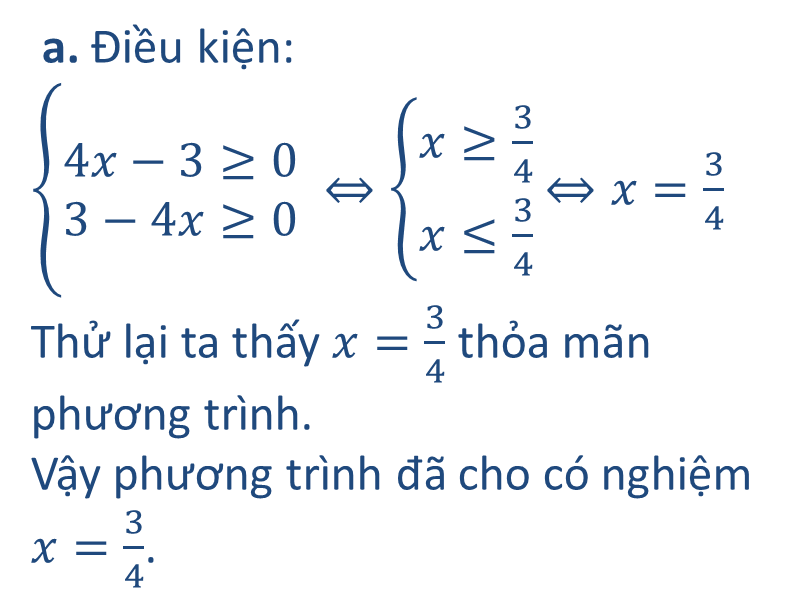 a. Điều kiện:
{4x − 3 ≥ 0 / 3 − 4x ≥ 0 ⇔ {x ≥ 3/4 / x ≤ 3/4 ⇔ x = 3/4
Thử lại ta thấy x = 3/4 thỏa mãn
phương trình.
Vậy phương trình đã cho có nghiệm
x = 3/4.